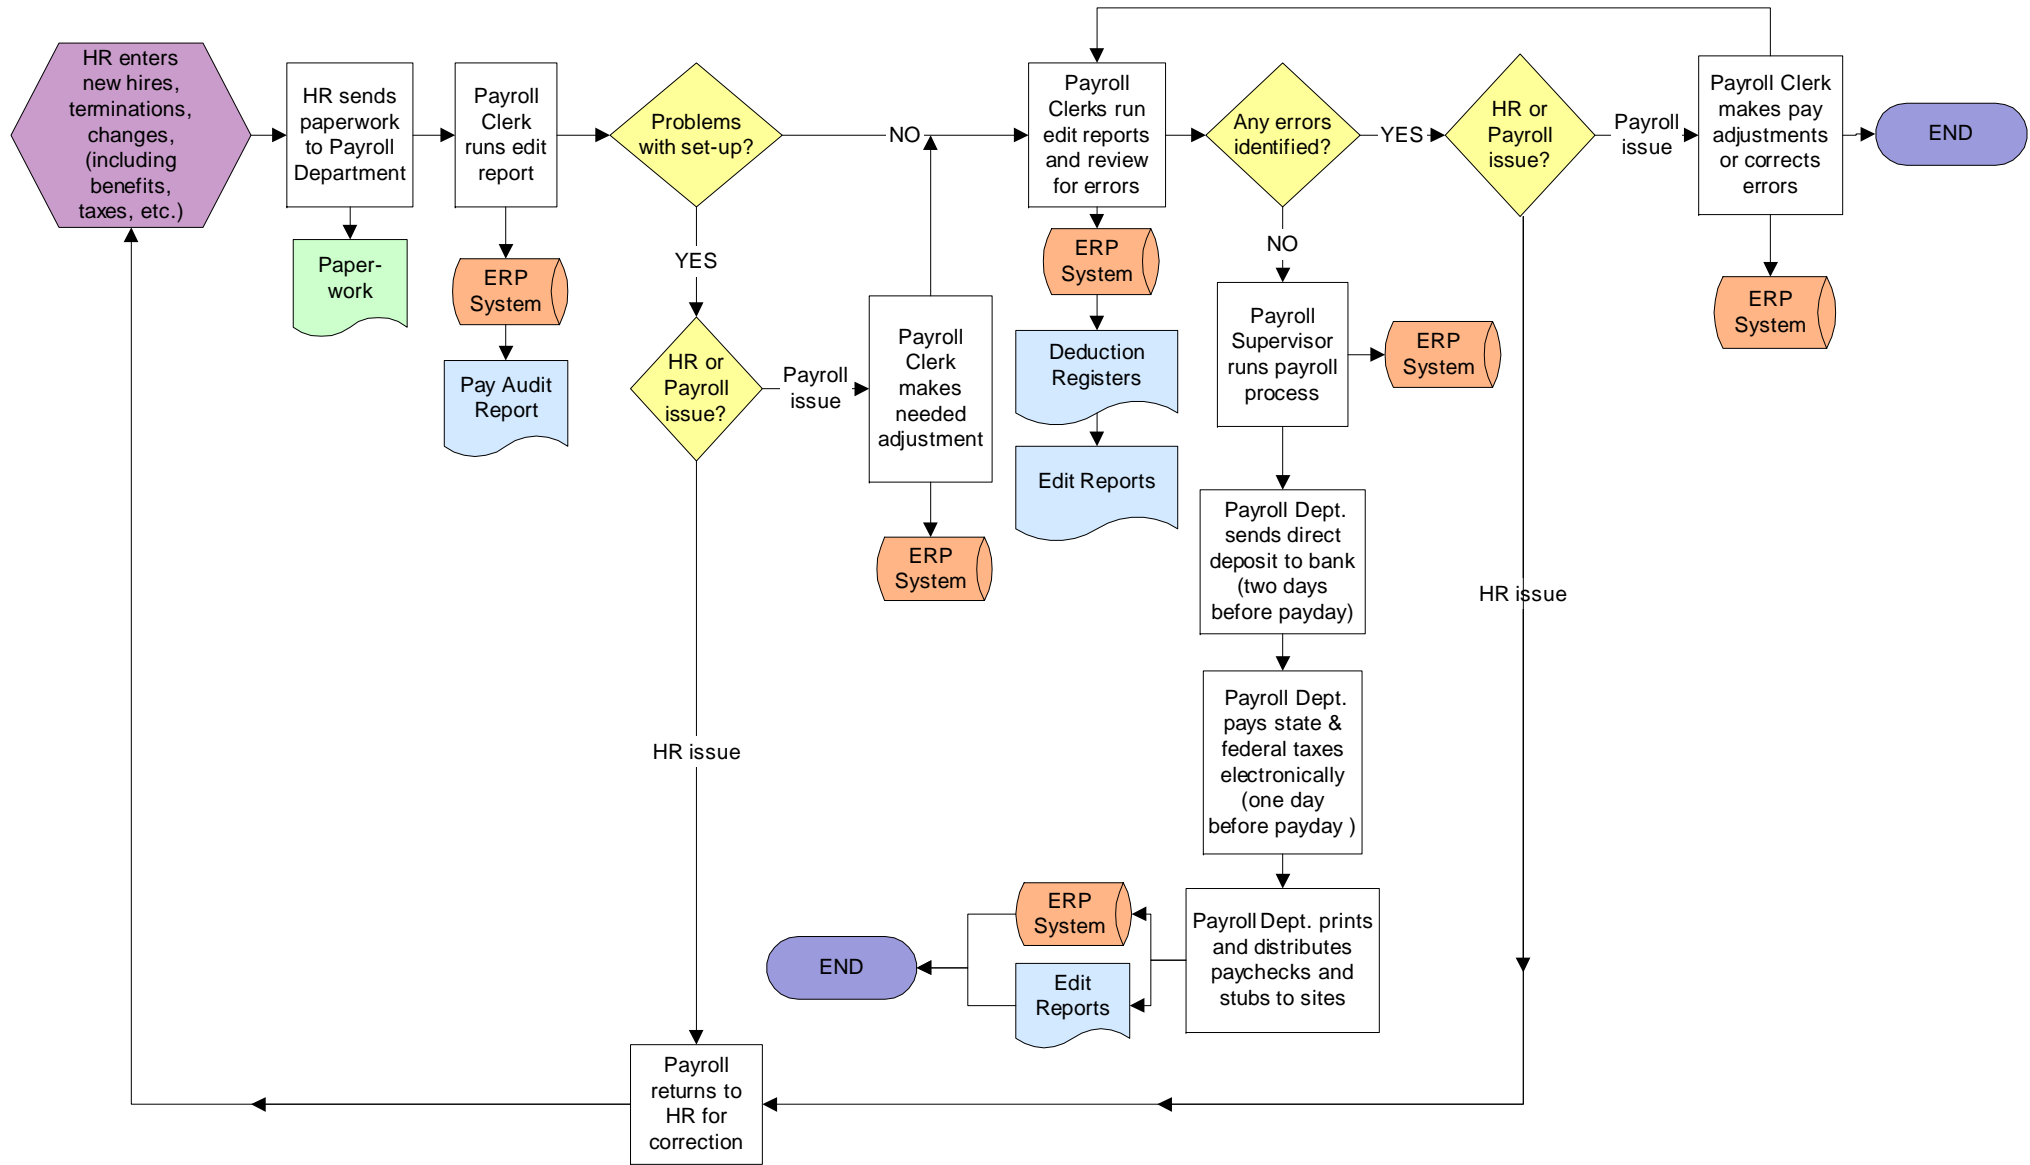 HR enters
new hires,
terminations,
changes,
(including
benefits,
taxes, etc.)
HR sends
paperwork
to Payroll
Department
Paper-
work
Payroll
Clerk
runs edit
report
ERP
System
Pay Audit
Report
Problems
with set-up?
NO
YES
HR or
Payroll
issue?
Payroll
issue
Payroll
Clerk
makes
needed
adjustment
ERP
System
HR issue
Payroll
returns to
HR for
correction
Payroll
Clerks run
edit reports
and review
for errors
ERP
System
Deduction
Registers
Edit Reports
Any errors
identified?
YES
NO
Payroll
Supervisor
runs payroll
process
ERP
System
Payroll Dept.
sends direct
deposit to bank
(two days
before payday)
Payroll Dept.
pays state &
federal taxes
electronically
(one day
before payday )
Payroll Dept. prints
and distributes
paychecks and
stubs to sites
ERP
System
Edit
Reports
END
HR or
Payroll
issue?
Payroll
issue
HR issue
Payroll Clerk
makes pay
adjustments
or corrects
errors
ERP
System
END